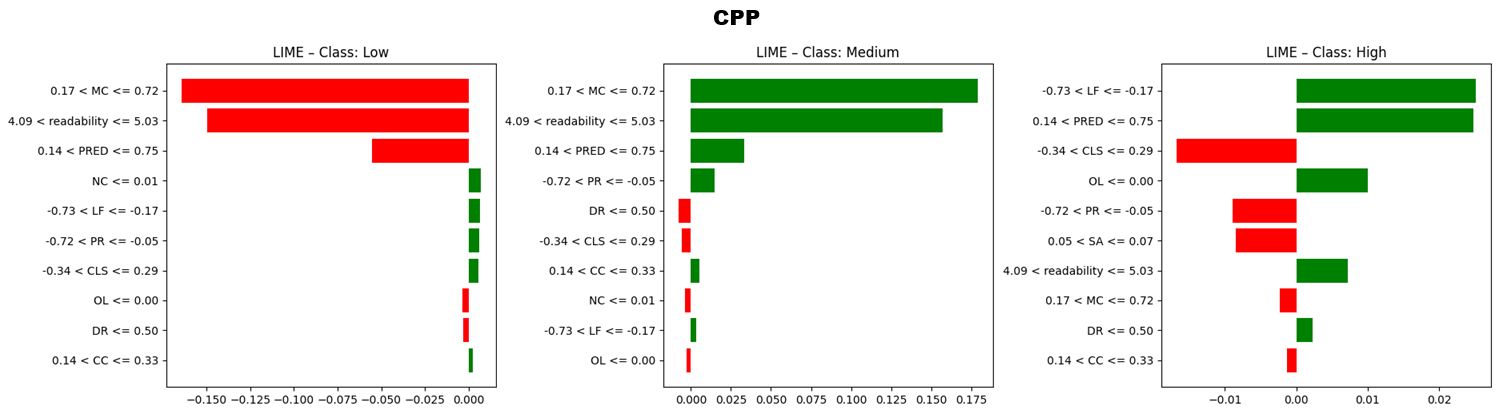 CPP
LIME – Class: Low
0.17 < MC <= 0.72
4.09 < readability <= 5.03
0.14 < PRED <= 0.75
NC <= 0.01
-0.73 < LF <= -0.17
-0.72 < PR <= -0.05
-0.34 < CLS <= 0.29
OL <= 0.00
DR <= 0.50
0.14 < CC <= 0.33
−0.150 −0.125 −0.100 −0.075 −0.050 −0.025 0.000
LIME – Class: Medium
0.17 < MC <= 0.72
4.09 < readability <= 5.03
0.14 < PRED <= 0.75
-0.72 < PR <= -0.05
DR <= 0.50
-0.34 < CLS <= 0.29
0.14 < CC <= 0.33
NC <= 0.01
-0.73 < LF <= -0.17
OL <= 0.00
0.000 0.025 0.050 0.075 0.100 0.125 0.150 0.175
LIME – Class: High
-0.73 < LF <= -0.17
0.14 < PRED <= 0.75
-0.34 < CLS <= 0.29
OL <= 0.00
-0.72 < PR <= -0.05
0.05 < SA <= 0.07
4.09 < readability <= 5.03
0.17 < MC <= 0.72
DR <= 0.50
0.14 < CC <= 0.33
−0.01 0.00 0.01 0.02